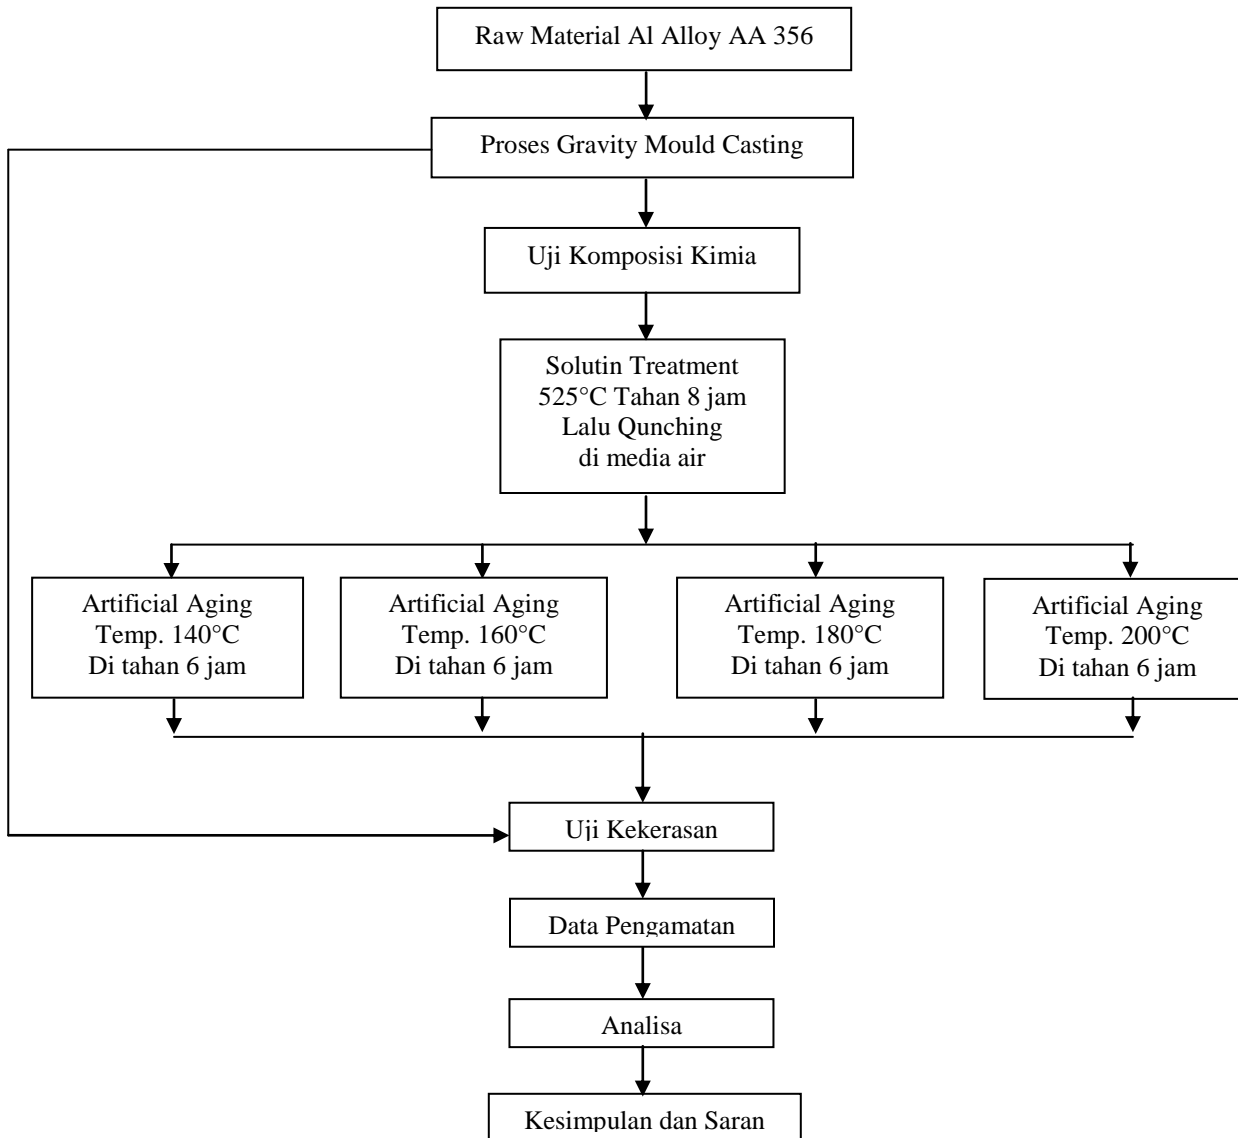 Raw Material Al Alloy AA 356
Proses Gravity Mould Casting
Uji Komposisi Kimia
Solutin Treatment
525°C Tahan 8 jam
Lalu Qunching
di media air
Artificial Aging
Temp. 140°C
Di tahan 6 jam
Artificial Aging
Temp. 160°C
Di tahan 6 jam
Artificial Aging
Temp. 180°C
Di tahan 6 jam
Artificial Aging
Temp. 200°C
Di tahan 6 jam
Uji Kekerasan
Data Pengamatan
Analisa
Kesimpulan dan Saran